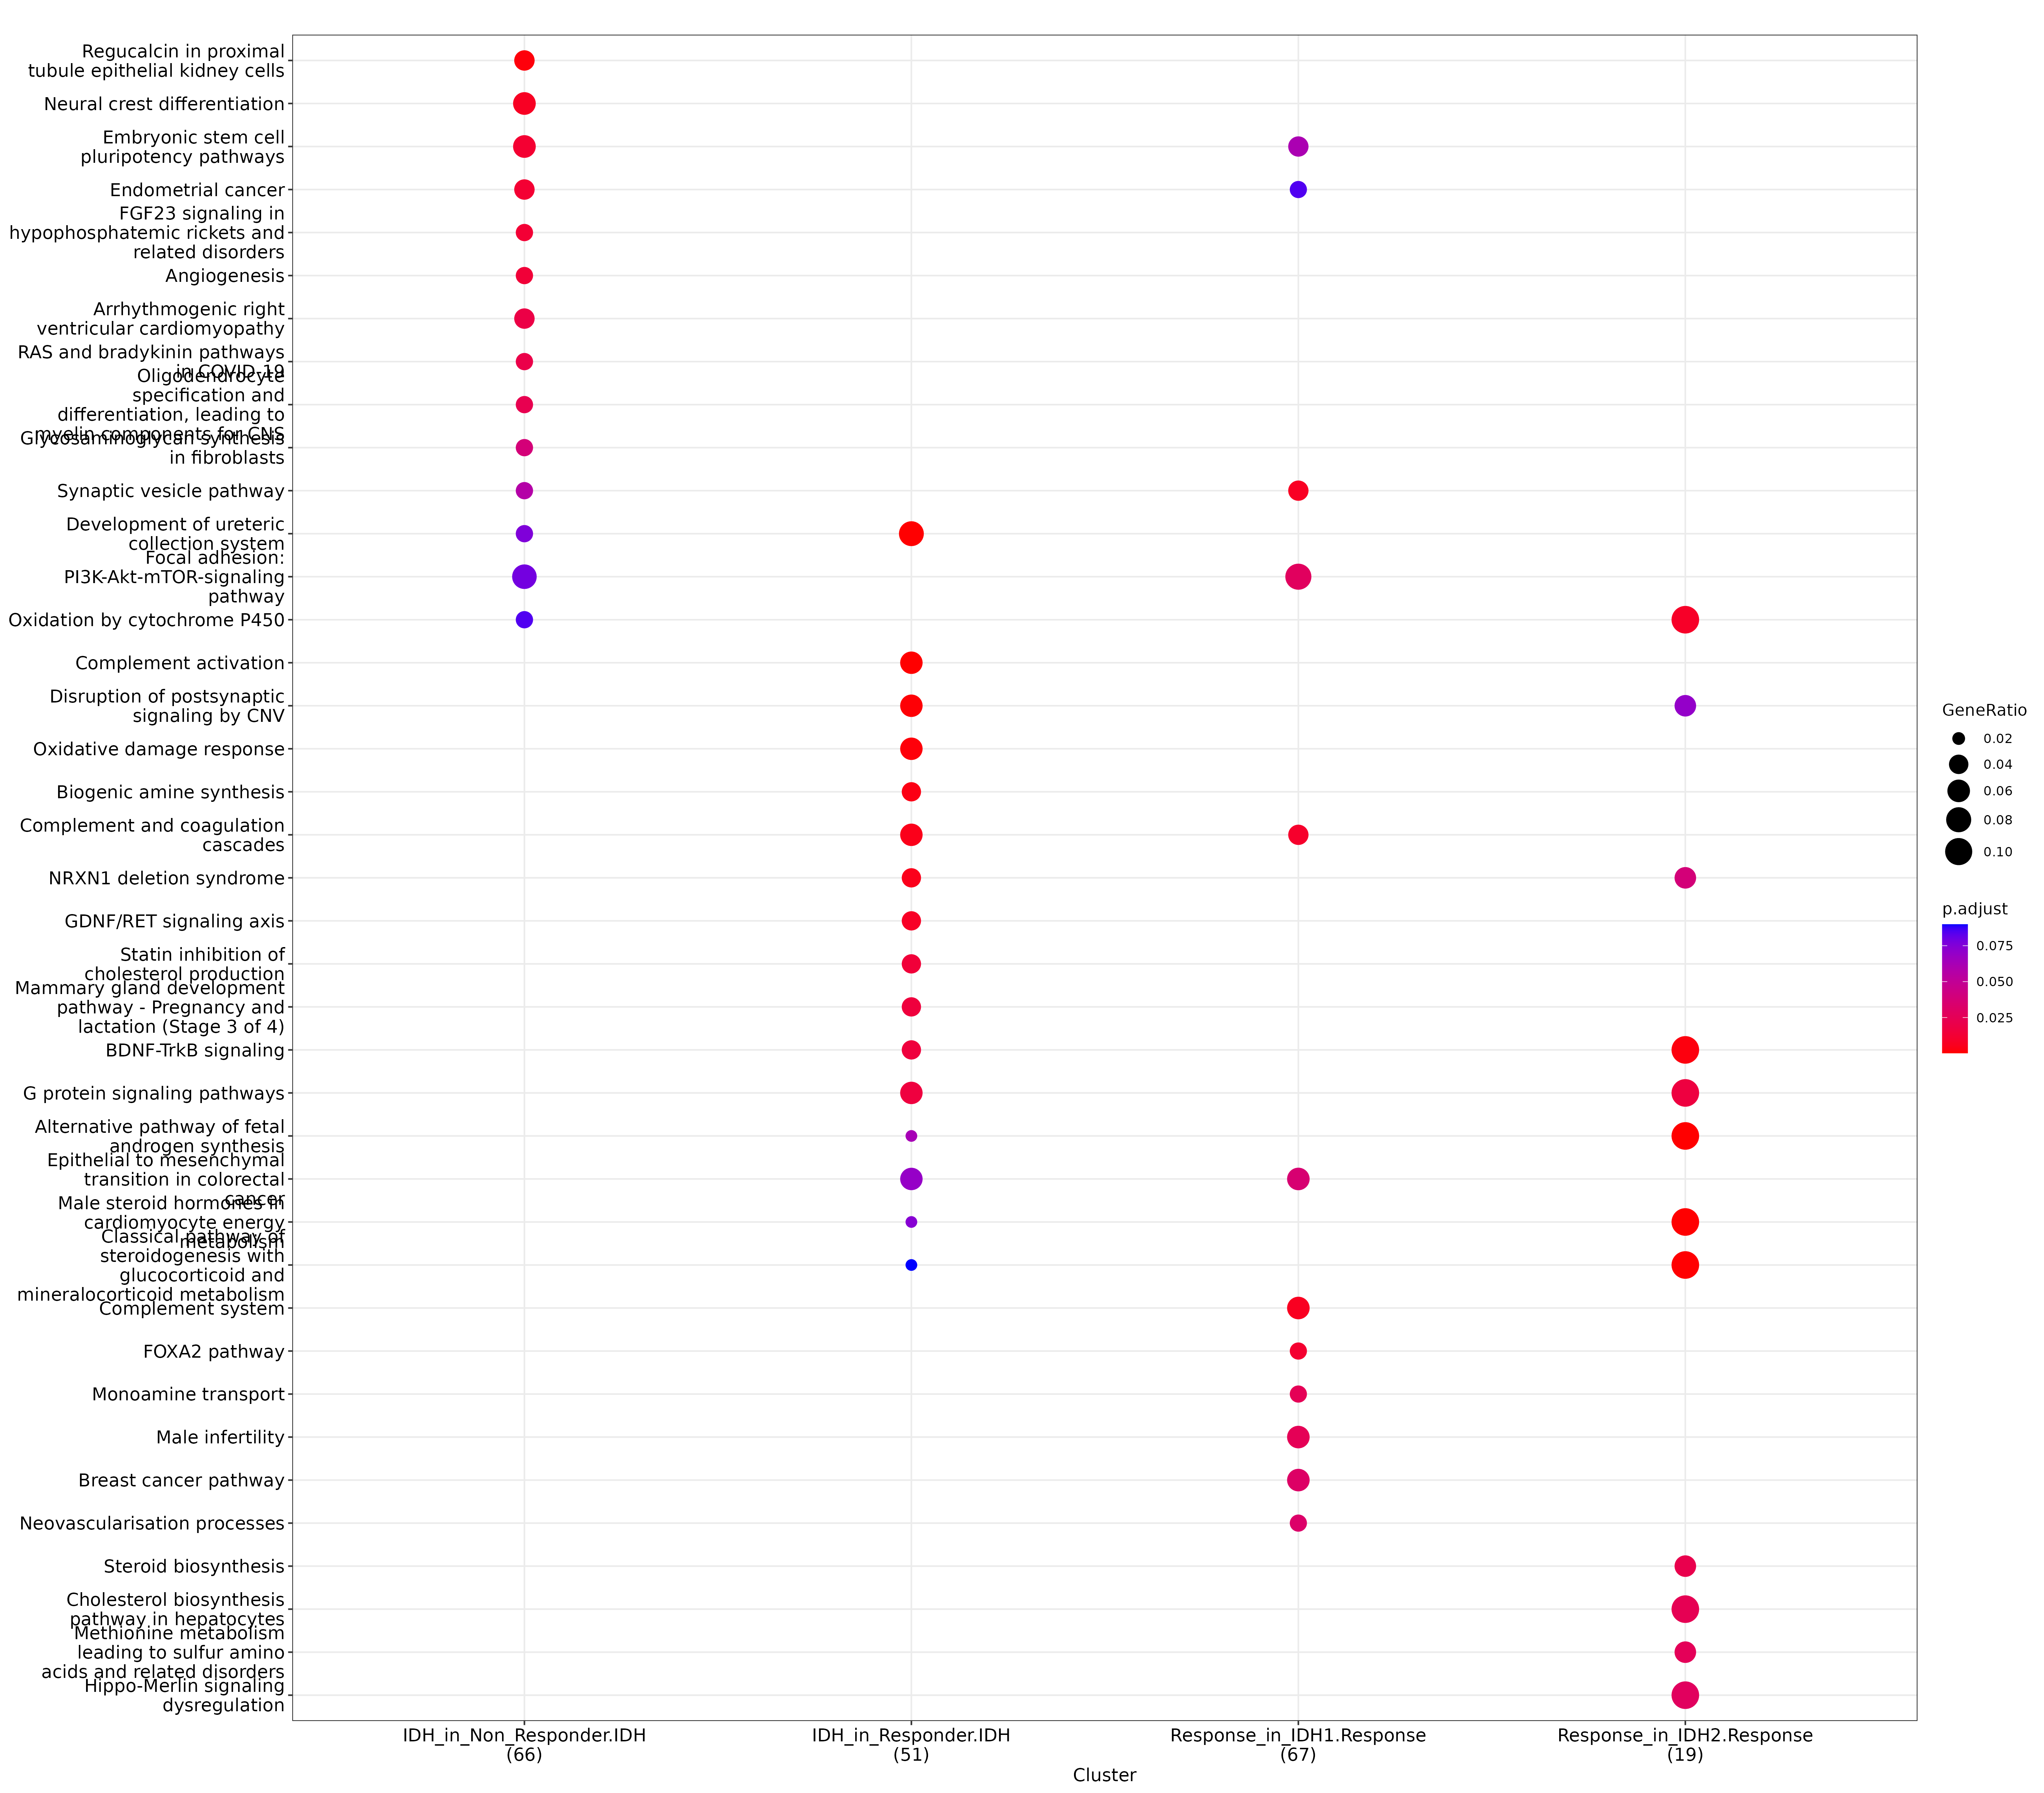 Regucalcin in proximal
tubule epithelial kidney cells
Neural crest differentiation
Embryonic stem cell
pluripotency pathways
Endometrial cancer
FGF23 signaling in
hypophosphatemic rickets and
related disorders
Angiogenesis
Arrhythmogenic right
ventricular cardiomyopathy
RAS and bradykinin pathways
in COVID-19
Oligodendrocyte
specification and
differentiation, leading to
myelin components for CNS
Glycosaminoglycan synthesis
in fibroblasts
Synaptic vesicle pathway
Development of ureteric
collection system
Focal adhesion:
PI3K-Akt-mTOR-signaling
pathway
Oxidation by cytochrome P450
Complement activation
Disruption of postsynaptic
signaling by CNV
Oxidative damage response
Biogenic amine synthesis
Complement and coagulation
cascades
NRXN1 deletion syndrome
GDNF/RET signaling axis
Statin inhibition of
cholesterol production
Mammary gland development
pathway - Pregnancy and
lactation (Stage 3 of 4)
BDNF-TrkB signaling
G protein signaling pathways
Alternative pathway of fetal
androgen synthesis
Epithelial to mesenchymal
transition in colorectal
cancer
Male steroid hormones in
cardiomyocyte energy
metabolism
Classical pathway of
steroidogenesis with
glucocorticoid and
mineralocorticoid metabolism
Complement system
FOXA2 pathway
Monoamine transport
Male infertility
Breast cancer pathway
Neovascularisation processes
Steroid biosynthesis
Cholesterol biosynthesis
pathway in hepatocytes
Methionine metabolism
leading to sulfur amino
acids and related disorders
Hippo-Merlin signaling
dysregulation
IDH_in_Non_Responder.IDH
(66)
IDH_in_Responder.IDH
(51)
Response_in_IDH1.Response
(67)
Response_in_IDH2.Response
(19)
Cluster
GeneRatio
0.02
0.04
0.06
0.08
0.10
p.adjust
0.075
0.050
0.025